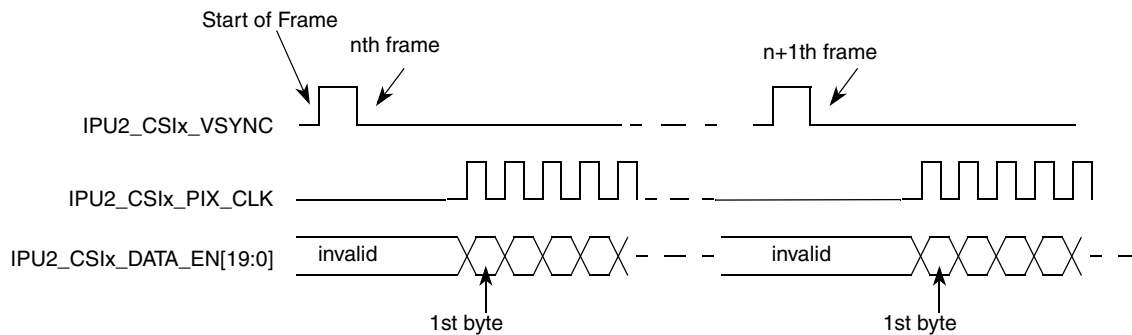 Start of Frame
nth frame
n+1th frame
IPU2_CSIx_VSYNC
IPU2_CSIx_PIX_CLK
IPU2_CSIx_DATA_EN[19:0]
invalid
invalid
1st byte
1st byte